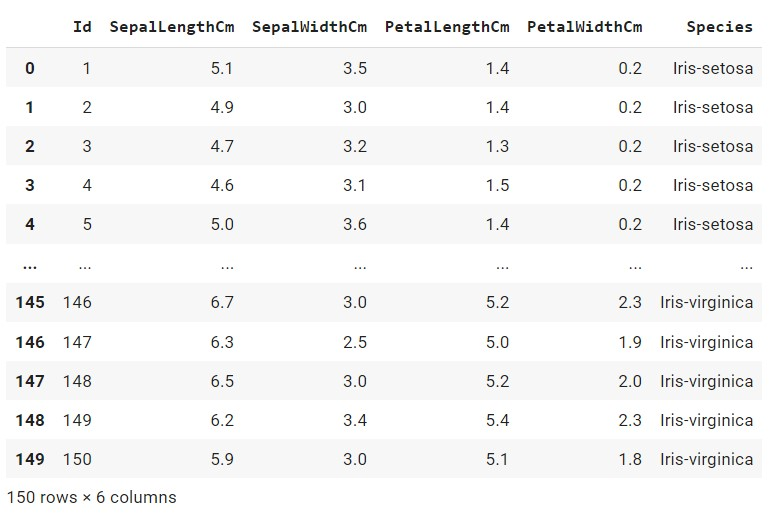 Id SepalLengthCm SepalWidthCm PetalLengthCm PetalWidthCm Species
0 1 5.1 3.5 1.4 0.2 Iris-setosa
1 2 4.9 3.0 1.4 0.2 Iris-setosa
2 3 4.7 3.2 1.3 0.2 Iris-setosa
3 4 4.6 3.1 1.5 0.2 Iris-setosa
4 5 5.0 3.6 1.4 0.2 Iris-setosa
... ... ... ... ... ... ...
145 146 6.7 3.0 5.2 2.3 Iris-virginica
146 147 6.3 2.5 5.0 1.9 Iris-virginica
147 148 6.5 3.0 5.2 2.0 Iris-virginica
148 149 6.2 3.4 5.4 2.3 Iris-virginica
149 150 5.9 3.0 5.1 1.8 Iris-virginica
150 rows × 6 columns